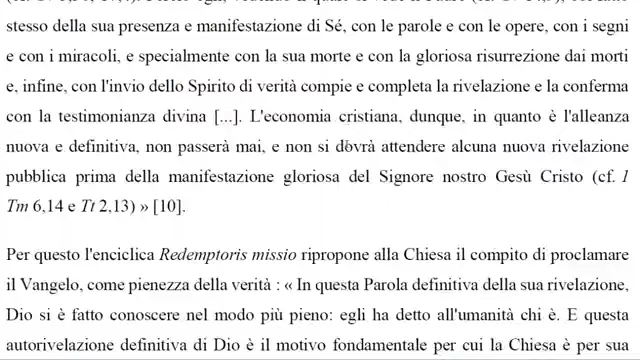 stesso della sua presenza e manifestazione di Sé, con le parole e con le opere, con i segni
e con i miracoli, e specialmente con la sua morte e con la gloriosa risurrezione dai morti
e, infine, con l'invio dello Spirito di verità compie e completa la rivelazione e la conferma
con la testimonianza divina [...]. L'economia cristiana, dunque, in quanto è l'alleanza
nuova e definitiva, non passerà mai, e non si dovrà attendere alcuna nuova rivelazione
pubblica prima della manifestazione gloriosa del Signore nostro Gesù Cristo (cf. 1
Tm 6,14 e Tt 2,13) » [10].
Per questo l'enciclica Redemptoris missio ripropone alla Chiesa il compito di proclamare
il Vangelo, come pienezza della verità : « In questa Parola definitiva della sua rivelazione,
Dio si è fatto conoscere nel modo più pieno: egli ha detto all'umanità chi è. E questa
autorivelazione definitiva di Dio è il motivo fondamentale per cui la Chiesa è per sua